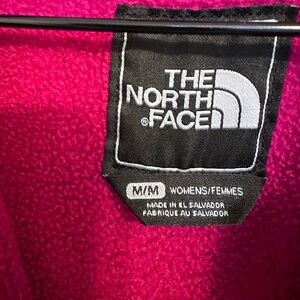 THE
NORTH
®FACE
M/M WOMENS/FEMMES
MADE IN EL SALVADOR
FABRIQUE AU SALVADOR